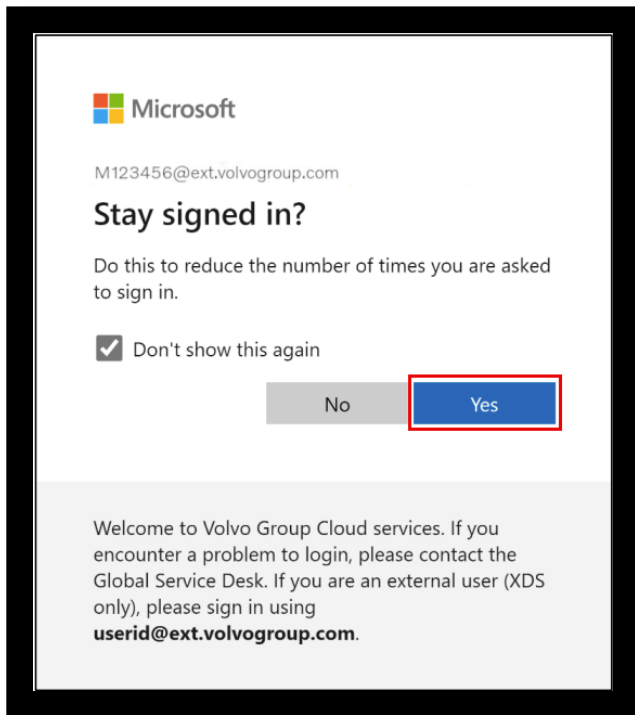 Microsoft
M123456@ext.volvogroup.com
Stay signed in?
Do this to reduce the number of times you are asked
to sign in.
Don't show this again
No
Yes
Welcome to Volvo Group Cloud services. If you
encounter a problem to login, please contact the
Global Service Desk. If you are an external user (XDS
only), please sign in using
userid@ext.volvogroup.com.